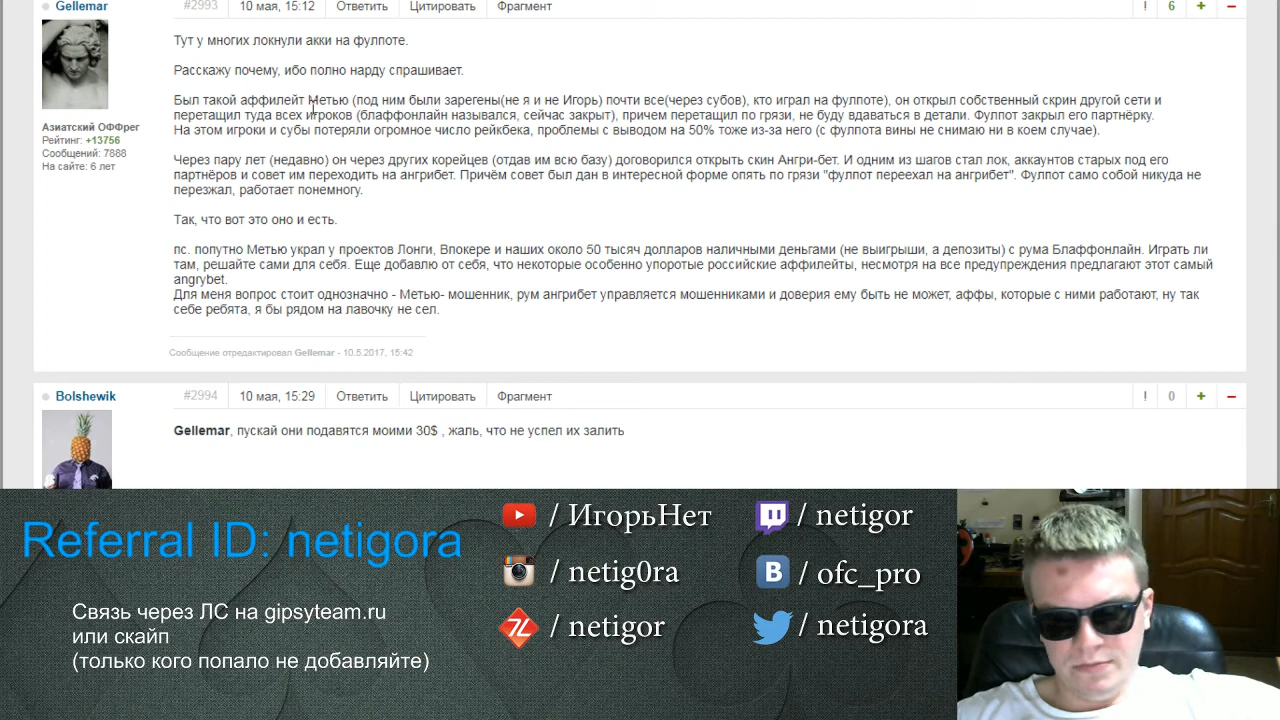 Gellemar
#2993
10 мая, 15:12
Ответить
Цитировать
Фрагмент
!
6
+
−
Тут у многих локнули акки на фулпоте.
Расскажу почему, ибо полно нарду спрашивает.
Был такой аффилейт Метью (под ним были зарегены(не я и не Игорь) почти все(через субов), кто играл на фулпоте), он открыл собственный скрин другой сети и
перетащил туда всех игроков (блаффонлайн назывался, сейчас закрыт), причем перетащил по грязи, не буду вдаваться в детали. Фулпот закрыл его партнёрку.
На этом игроки и субы потеряли огромное число рейкбека, проблемы с выводом на 50% тоже из-за него (с фулпота вины не снимаю ни в коем случае).
Через пару лет (недавно) он через других корейцев (отдав им всю базу) договорился открыть скин Ангри-бет. И одним из шагов стал лок, аккаунтов старых под его
партнёров и совет им переходить на ангрибет. Причём совет был дан в интересной форме опять по грязи "фулпот переехал на ангрибет". Фулпот само собой никуда не
перезжал, работает понемногу.
Так, что вот это оно и есть.
пс. попутно Метью украл у проектов Лонги, Впокере и наших около 50 тысяч долларов наличными деньгами (не выигрыши, а депозиты) с рума Блаффонлайн. Играть ли
там, решайте сами для себя. Еще добавлю от себя, что некоторые особенно упоротые российские аффилейты, несмотря на все предупреждения предлагают этот самый
angrybet.
Для меня вопрос стоит однозначно - Метью- мошенник, рум ангрибет управляется мошенниками и доверия ему быть не может, аффы, которые с ними работают, ну так
себе ребята, я бы рядом на лавочку не сел.
Азиатский ОФФрег
Рейтинг: +13756
Сообщений: 7888
На сайте: 6 лет
Сообщение отредактировал Gellemar - 10.5.2017, 15:42
Bolshewik
#2994
10 мая, 15:29
Ответить
Цитировать
Фрагмент
!
0
+
−
Gellemar, пускай они подавятся моими 30$ , жаль, что не успел их залить
Referral ID: netigora
Связь через ЛС на gipsyteam.ru
или скайп
(только кого попало не добавляйте)
/ ИгорьНет
/ netigor
/ netig0ra
B / ofc_pro
/ netigor
/ netigora